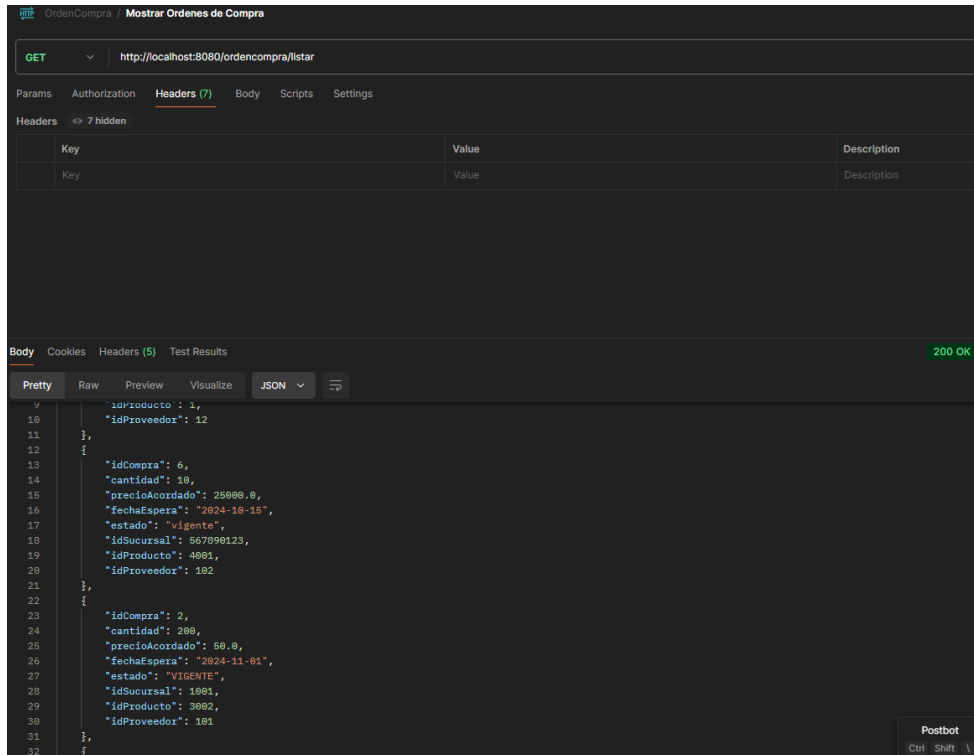 HTTP OrdenCompra / Mostrar Ordenes de Compra
GET http://localhost:8080/ordencompra/listar
Params Authorization Headers (7) Body Scripts Settings
Headers 7 hidden
Key Value Description
Key Value Description
Body Cookies Headers (5) Test Results 200 OK
Pretty Raw Preview Visualize JSON
9 "idProducto": 1,
10 "idProveedor": 12
11 },
12 {
13 "idCompra": 6,
14 "cantidad": 10,
15 "precioAcordado": 25000.0,
16 "fechaEspera": "2024-10-15",
17 "estado": "vigente",
18 "idSucursal": 567890123,
19 "idProducto": 4001,
20 "idProveedor": 102
21 },
22 {
23 "idCompra": 2,
24 "cantidad": 200,
25 "precioAcordado": 50.0,
26 "fechaEspera": "2024-11-01",
27 "estado": "VIGENTE",
28 "idSucursal": 1001,
29 "idProducto": 3002,
30 "idProveedor": 101
31 },
32 {
Postbot
Ctrl Shift \